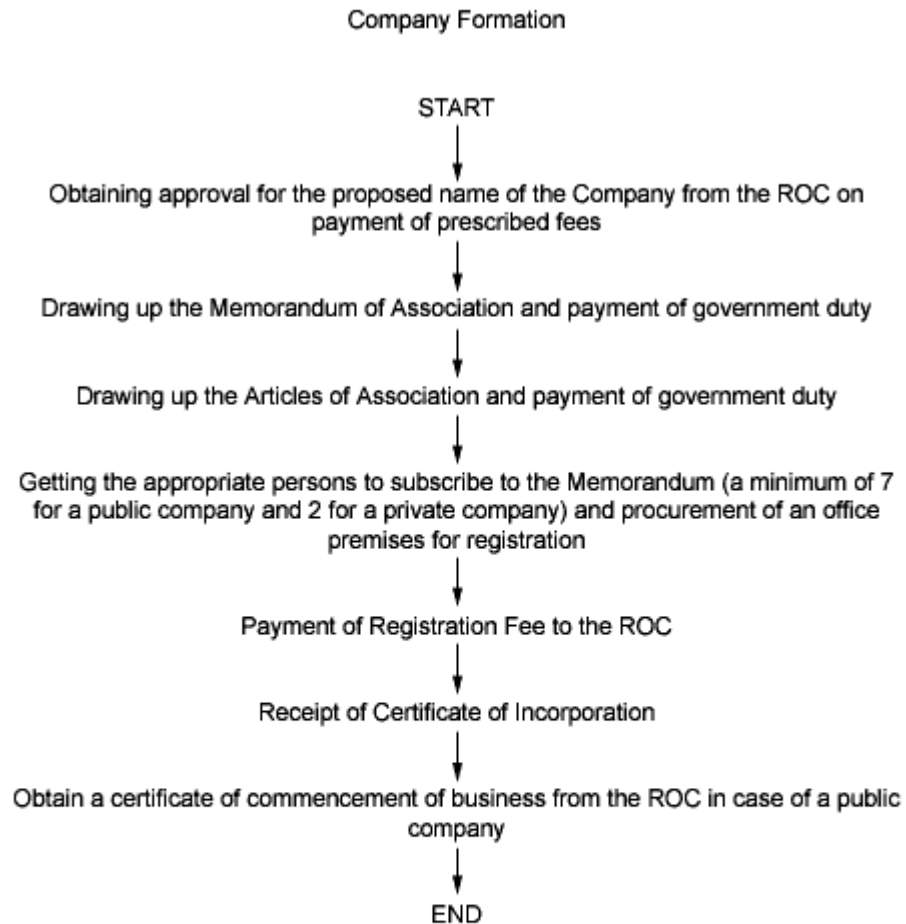 Company Formation
START
Obtaining approval for the proposed name of the Company from the ROC on
payment of prescribed fees
Drawing up the Memorandum of Association and payment of government duty
Drawing up the Articles of Association and payment of government duty
Getting the appropriate persons to subscribe to the Memorandum (a minimum of 7
for a public company and 2 for a private company) and procurement of an office
premises for registration
Payment of Registration Fee to the ROC
Receipt of Certificate of Incorporation
Obtain a certificate of commencement of business from the ROC in case of a public
company
END